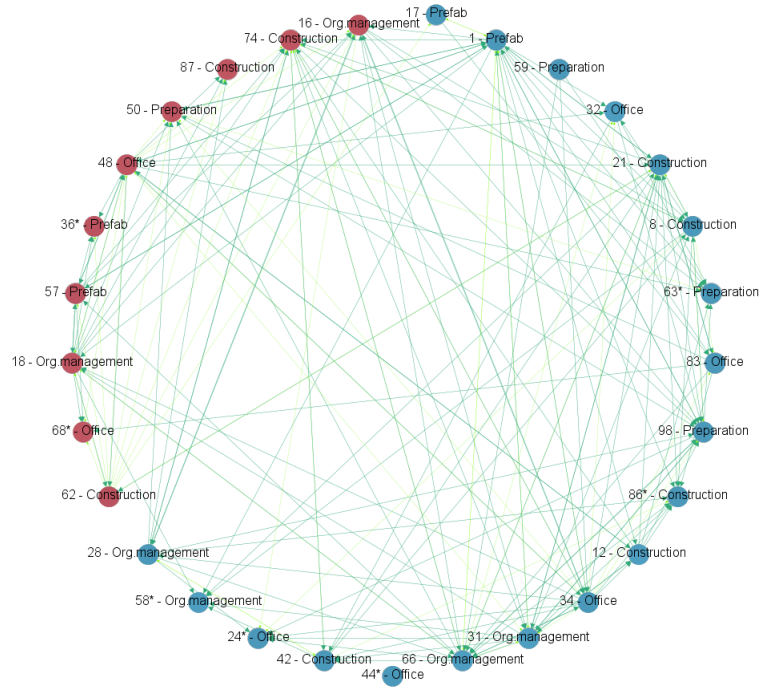 17 - Prefab
16 - Org.management
1 - Prefab
74 - Construction
87 - Construction
59 - Preparation
50 - Preparation
32 - Office
48 - Office
21 - Construction
36* - Prefab
8 - Construction
57 - Prefab
63* - Preparation
18 - Org.management
83 - Office
68* - Office
98 - Preparation
62 - Construction
86* - Construction
28 - Org.management
12 - Construction
58* - Org.management
34 - Office
24* - Office
31 - Org.management
42 - Construction
66 - Org.management
44* - Office